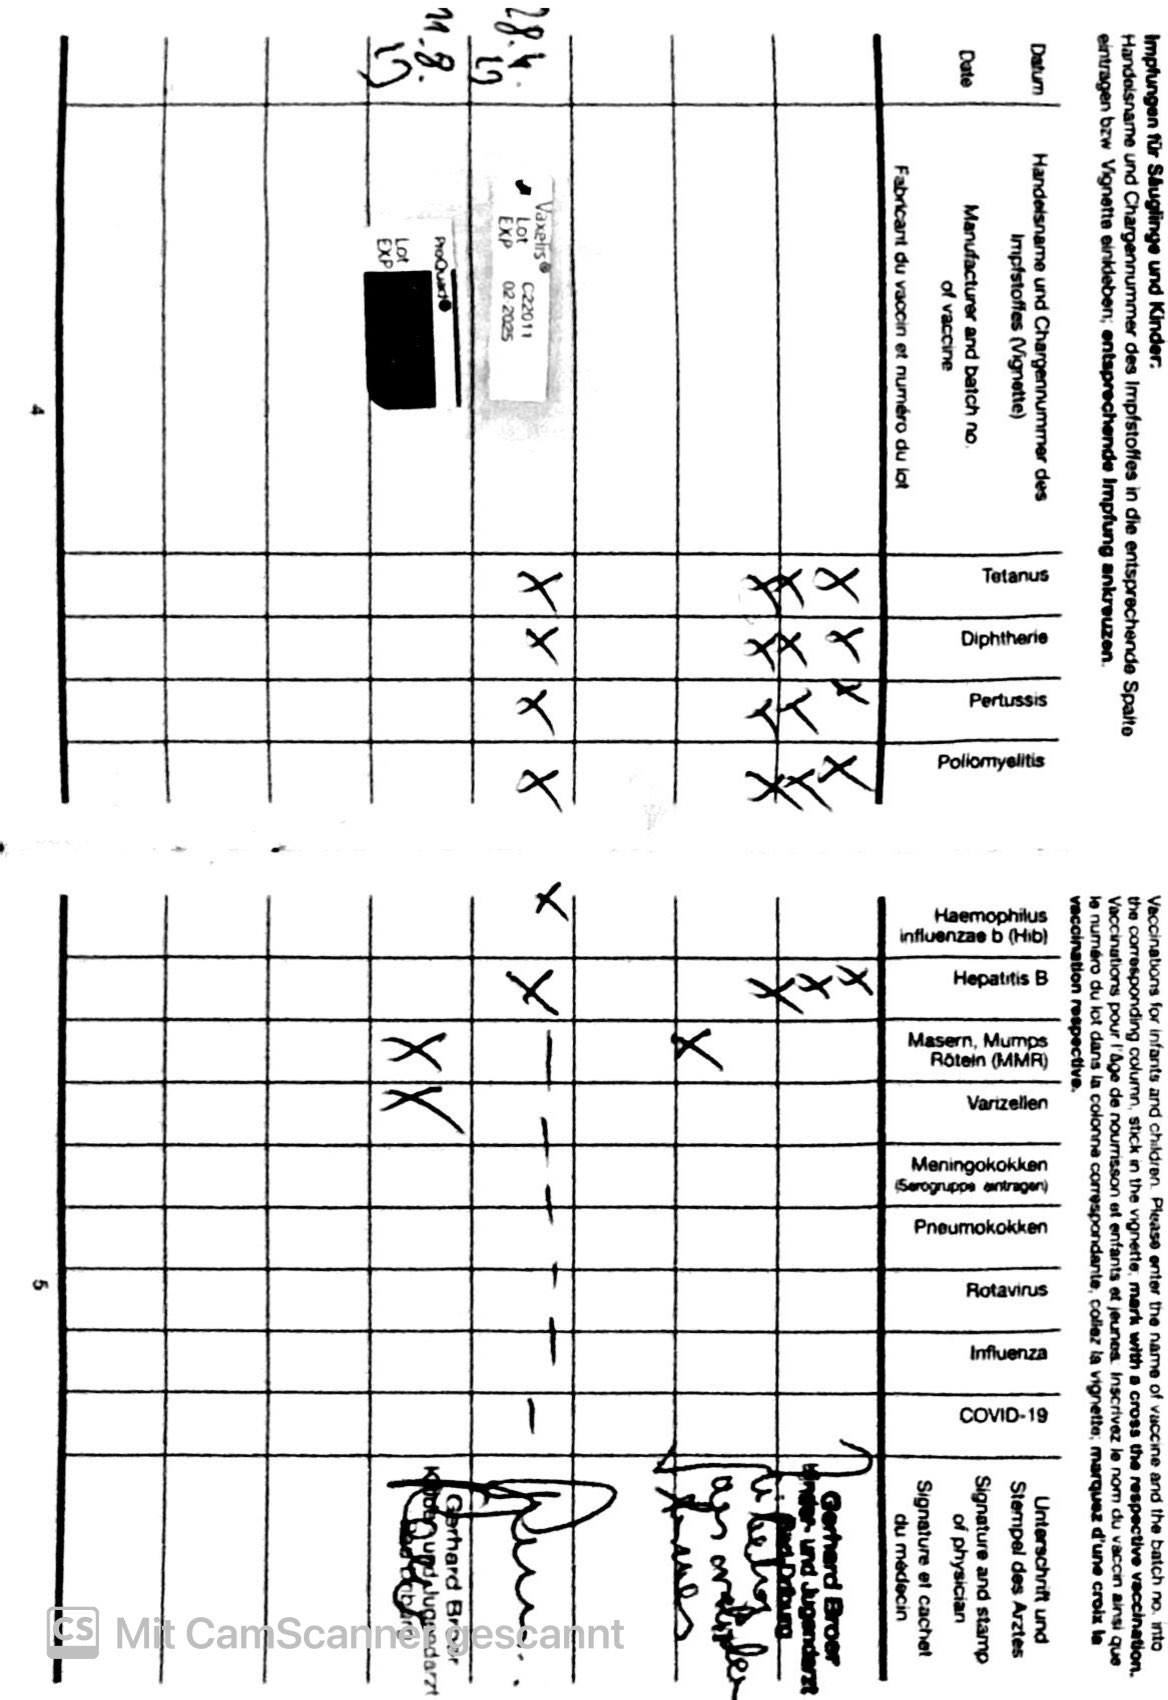 Impfungen für Säuglinge und Kinder:
Handelsname und Chargennummer des Impfstoffes in die entsprechende Spalte
eintragen bzw Vignette einkleben; entsprechende Impfung ankreuzen.
Datum
Date
Handelsname und Chargennummer des
Impfstoffes (Vignette)
Manufacturer and batch no.
of vaccine
Fabricant du vaccin et numéro du lot
Tetanus
Diphtherie
Pertussis
Poliomyelitis
X X X X
X X X X
X X X X
28.4.
Vaxelis®
Lot C22011
EXP 02 2025
X X X X
11.8.
ProQuad®
Lot
EXP
4
Vaccinations for infants and children. Please enter the name of vaccine and the batch no. into
the corresponding column, stick in the vignette, mark with a cross the respective vaccination.
Vaccinations pour l'âge de nourrisson et enfants et jeunes. Inscrivez le nom du vaccin ainsi que
le numéro du lot dans la colonne correspondante, collez la vignette; marquez d'une croix la
vaccination respective.
Haemophilus
influenzae b (Hib)
Hepatitis B
Masern, Mumps
Röteln (MMR)
Varizellen
Meningokokken
(Serogruppe eintragen)
Pneumokokken
Rotavirus
Influenza
COVID-19
Unterschrift und
Stempel des Arztes
Signature and stamp
of physician
Signature et cachet
du médecin
X
X
X
Gerhard Broer
Kinder- und Jugendarzt
Bad Driburg
X
X X — — — — — — —
X X
Gerhard Broer
Kinder- und Jugendarzt
Bad Driburg
5
CS Mit CamScanner gescannt